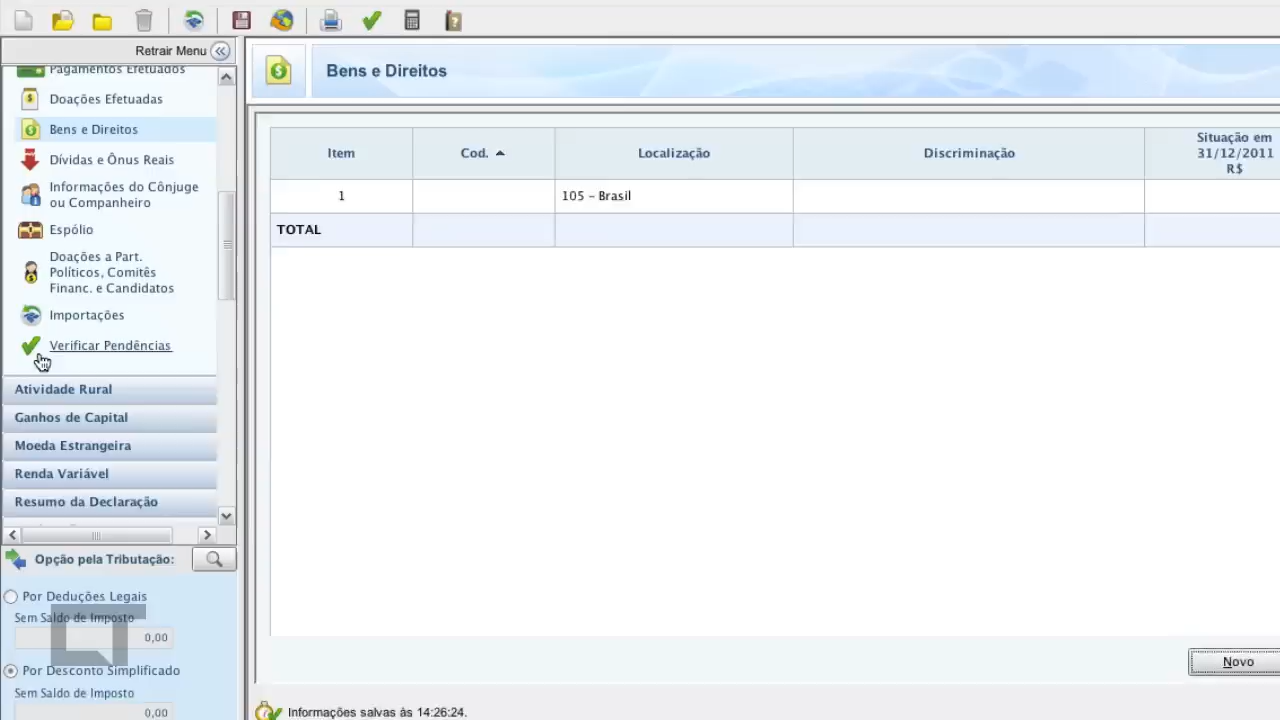 Retrair Menu
Pagamentos Efetuados
Doações Efetuadas
Bens e Direitos
Dívidas e Ônus Reais
Informações do Cônjuge
ou Companheiro
Espólio
Doações a Part.
Políticos, Comitês
Financ. e Candidatos
Importações
Verificar Pendências
Atividade Rural
Ganhos de Capital
Moeda Estrangeira
Renda Variável
Resumo da Declaração
Opção pela Tributação:
Por Deduções Legais
Sem Saldo de Imposto
0,00
Por Desconto Simplificado
Sem Saldo de Imposto
0,00
Bens e Direitos
Item Cod. Localização Discriminação Situação em
31/12/2011
R$
1 105 - Brasil
TOTAL
Novo
Informações salvas às 14:26:24.